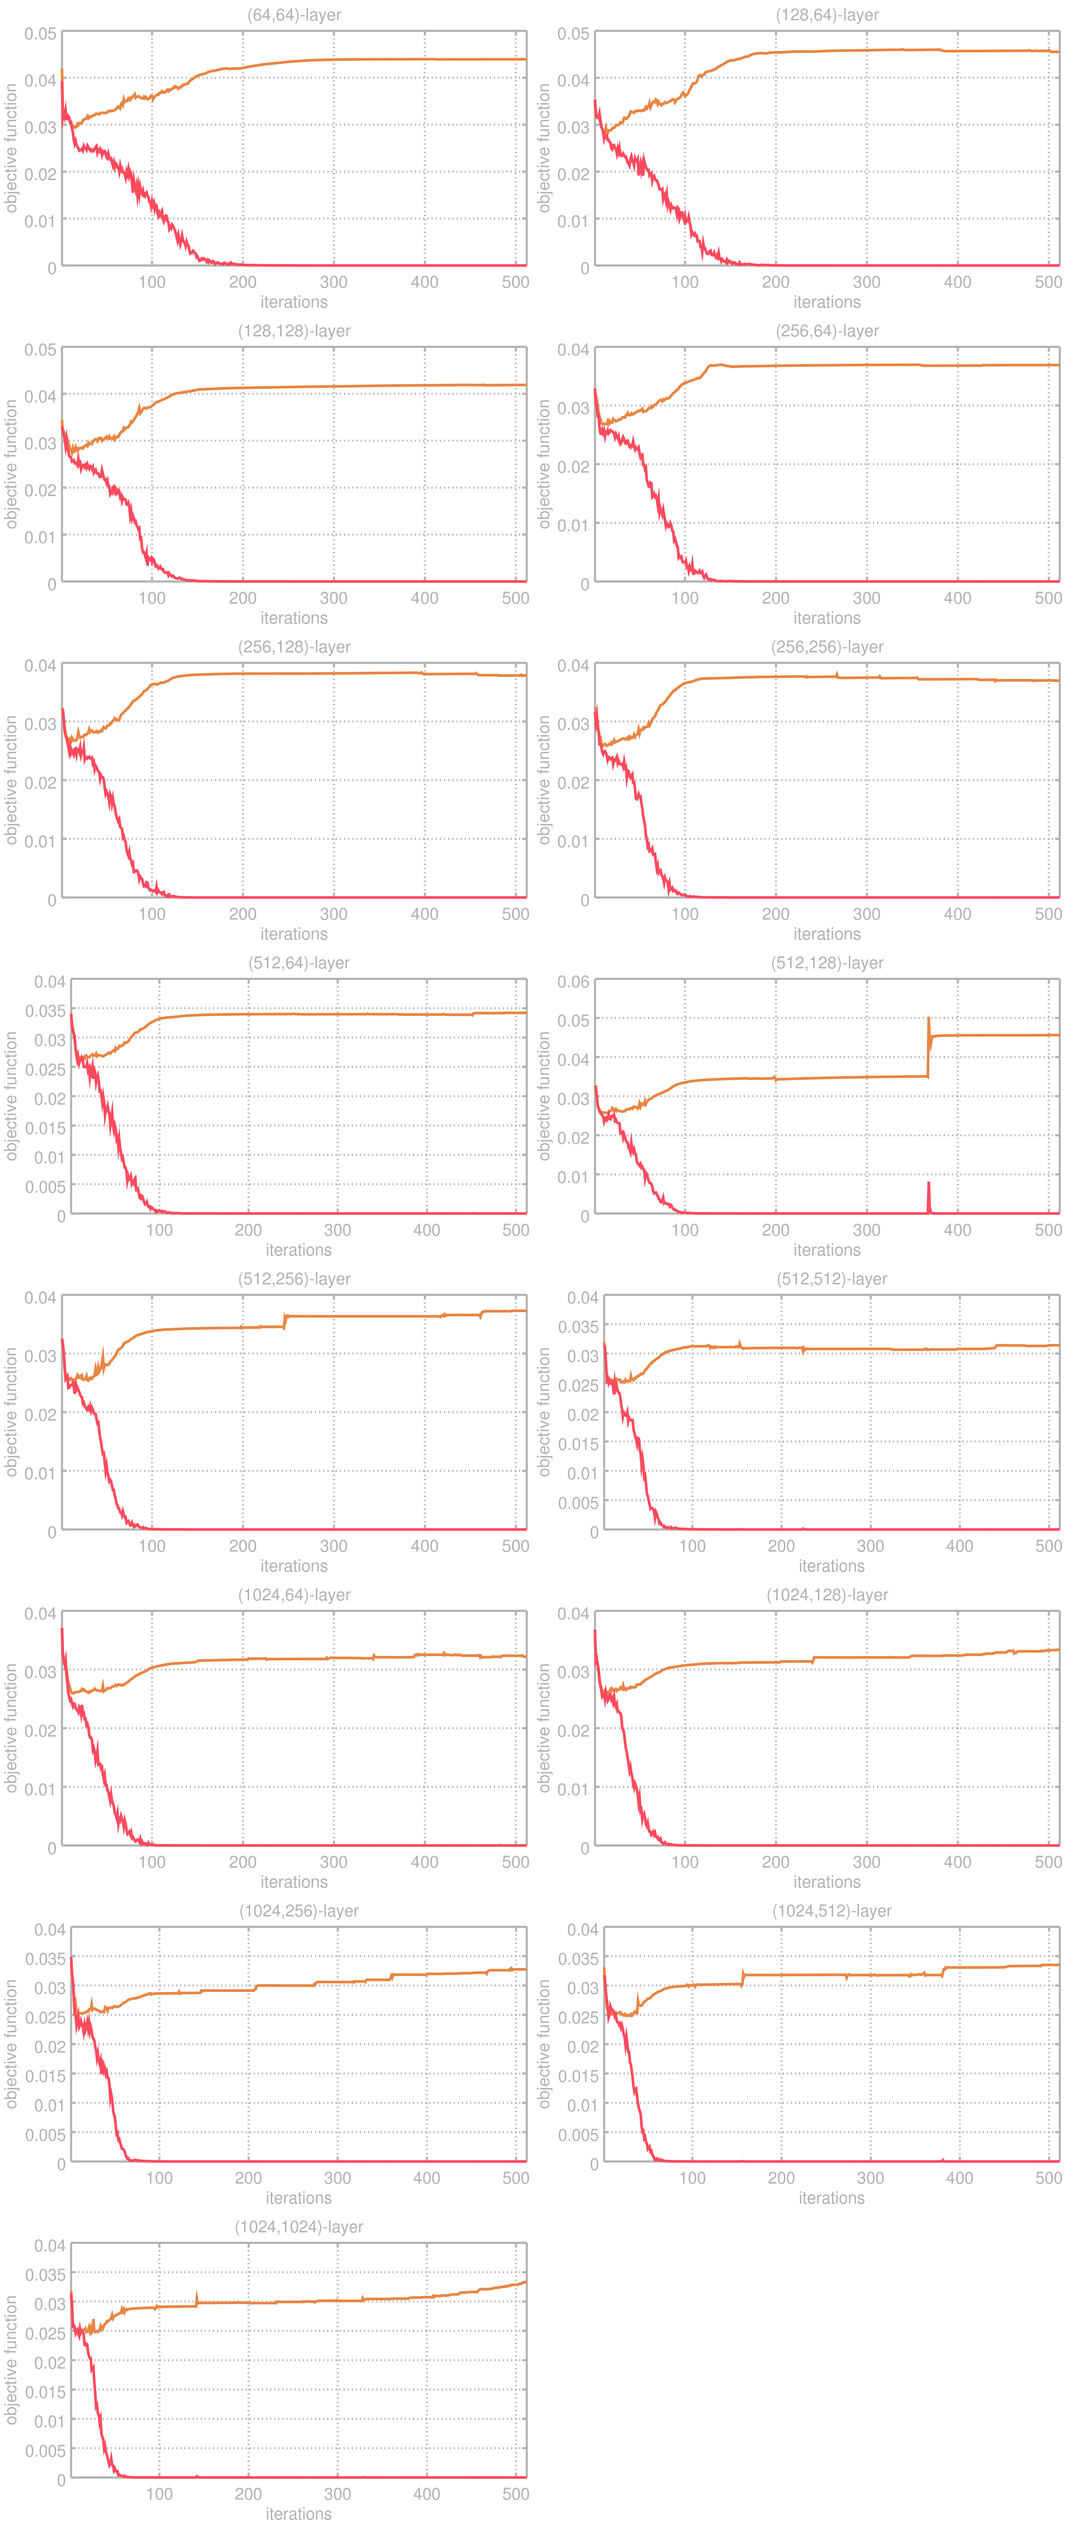 (64,64)-layer
objective function
0.05
0.04
0.03
0.02
0.01
0
100 200 300 400 500
iterations
(128,64)-layer
objective function
0.05
0.04
0.03
0.02
0.01
0
100 200 300 400 500
iterations
(128,128)-layer
objective function
0.05
0.04
0.03
0.02
0.01
0
100 200 300 400 500
iterations
(256,64)-layer
objective function
0.04
0.03
0.02
0.01
0
100 200 300 400 500
iterations
(256,128)-layer
objective function
0.04
0.03
0.02
0.01
0
100 200 300 400 500
iterations
(256,256)-layer
objective function
0.04
0.03
0.02
0.01
0
100 200 300 400 500
iterations
(512,64)-layer
objective function
0.04
0.035
0.03
0.025
0.02
0.015
0.01
0.005
0
100 200 300 400 500
iterations
(512,128)-layer
objective function
0.06
0.05
0.04
0.03
0.02
0.01
0
100 200 300 400 500
iterations
(512,256)-layer
objective function
0.04
0.03
0.02
0.01
0
100 200 300 400 500
iterations
(512,512)-layer
objective function
0.04
0.035
0.03
0.025
0.02
0.015
0.01
0.005
0
100 200 300 400 500
iterations
(1024,64)-layer
objective function
0.04
0.03
0.02
0.01
0
100 200 300 400 500
iterations
(1024,128)-layer
objective function
0.04
0.03
0.02
0.01
0
100 200 300 400 500
iterations
(1024,256)-layer
objective function
0.04
0.035
0.03
0.025
0.02
0.015
0.01
0.005
0
100 200 300 400 500
iterations
(1024,512)-layer
objective function
0.04
0.035
0.03
0.025
0.02
0.015
0.01
0.005
0
100 200 300 400 500
iterations
(1024,1024)-layer
objective function
0.04
0.035
0.03
0.025
0.02
0.015
0.01
0.005
0
100 200 300 400 500
iterations